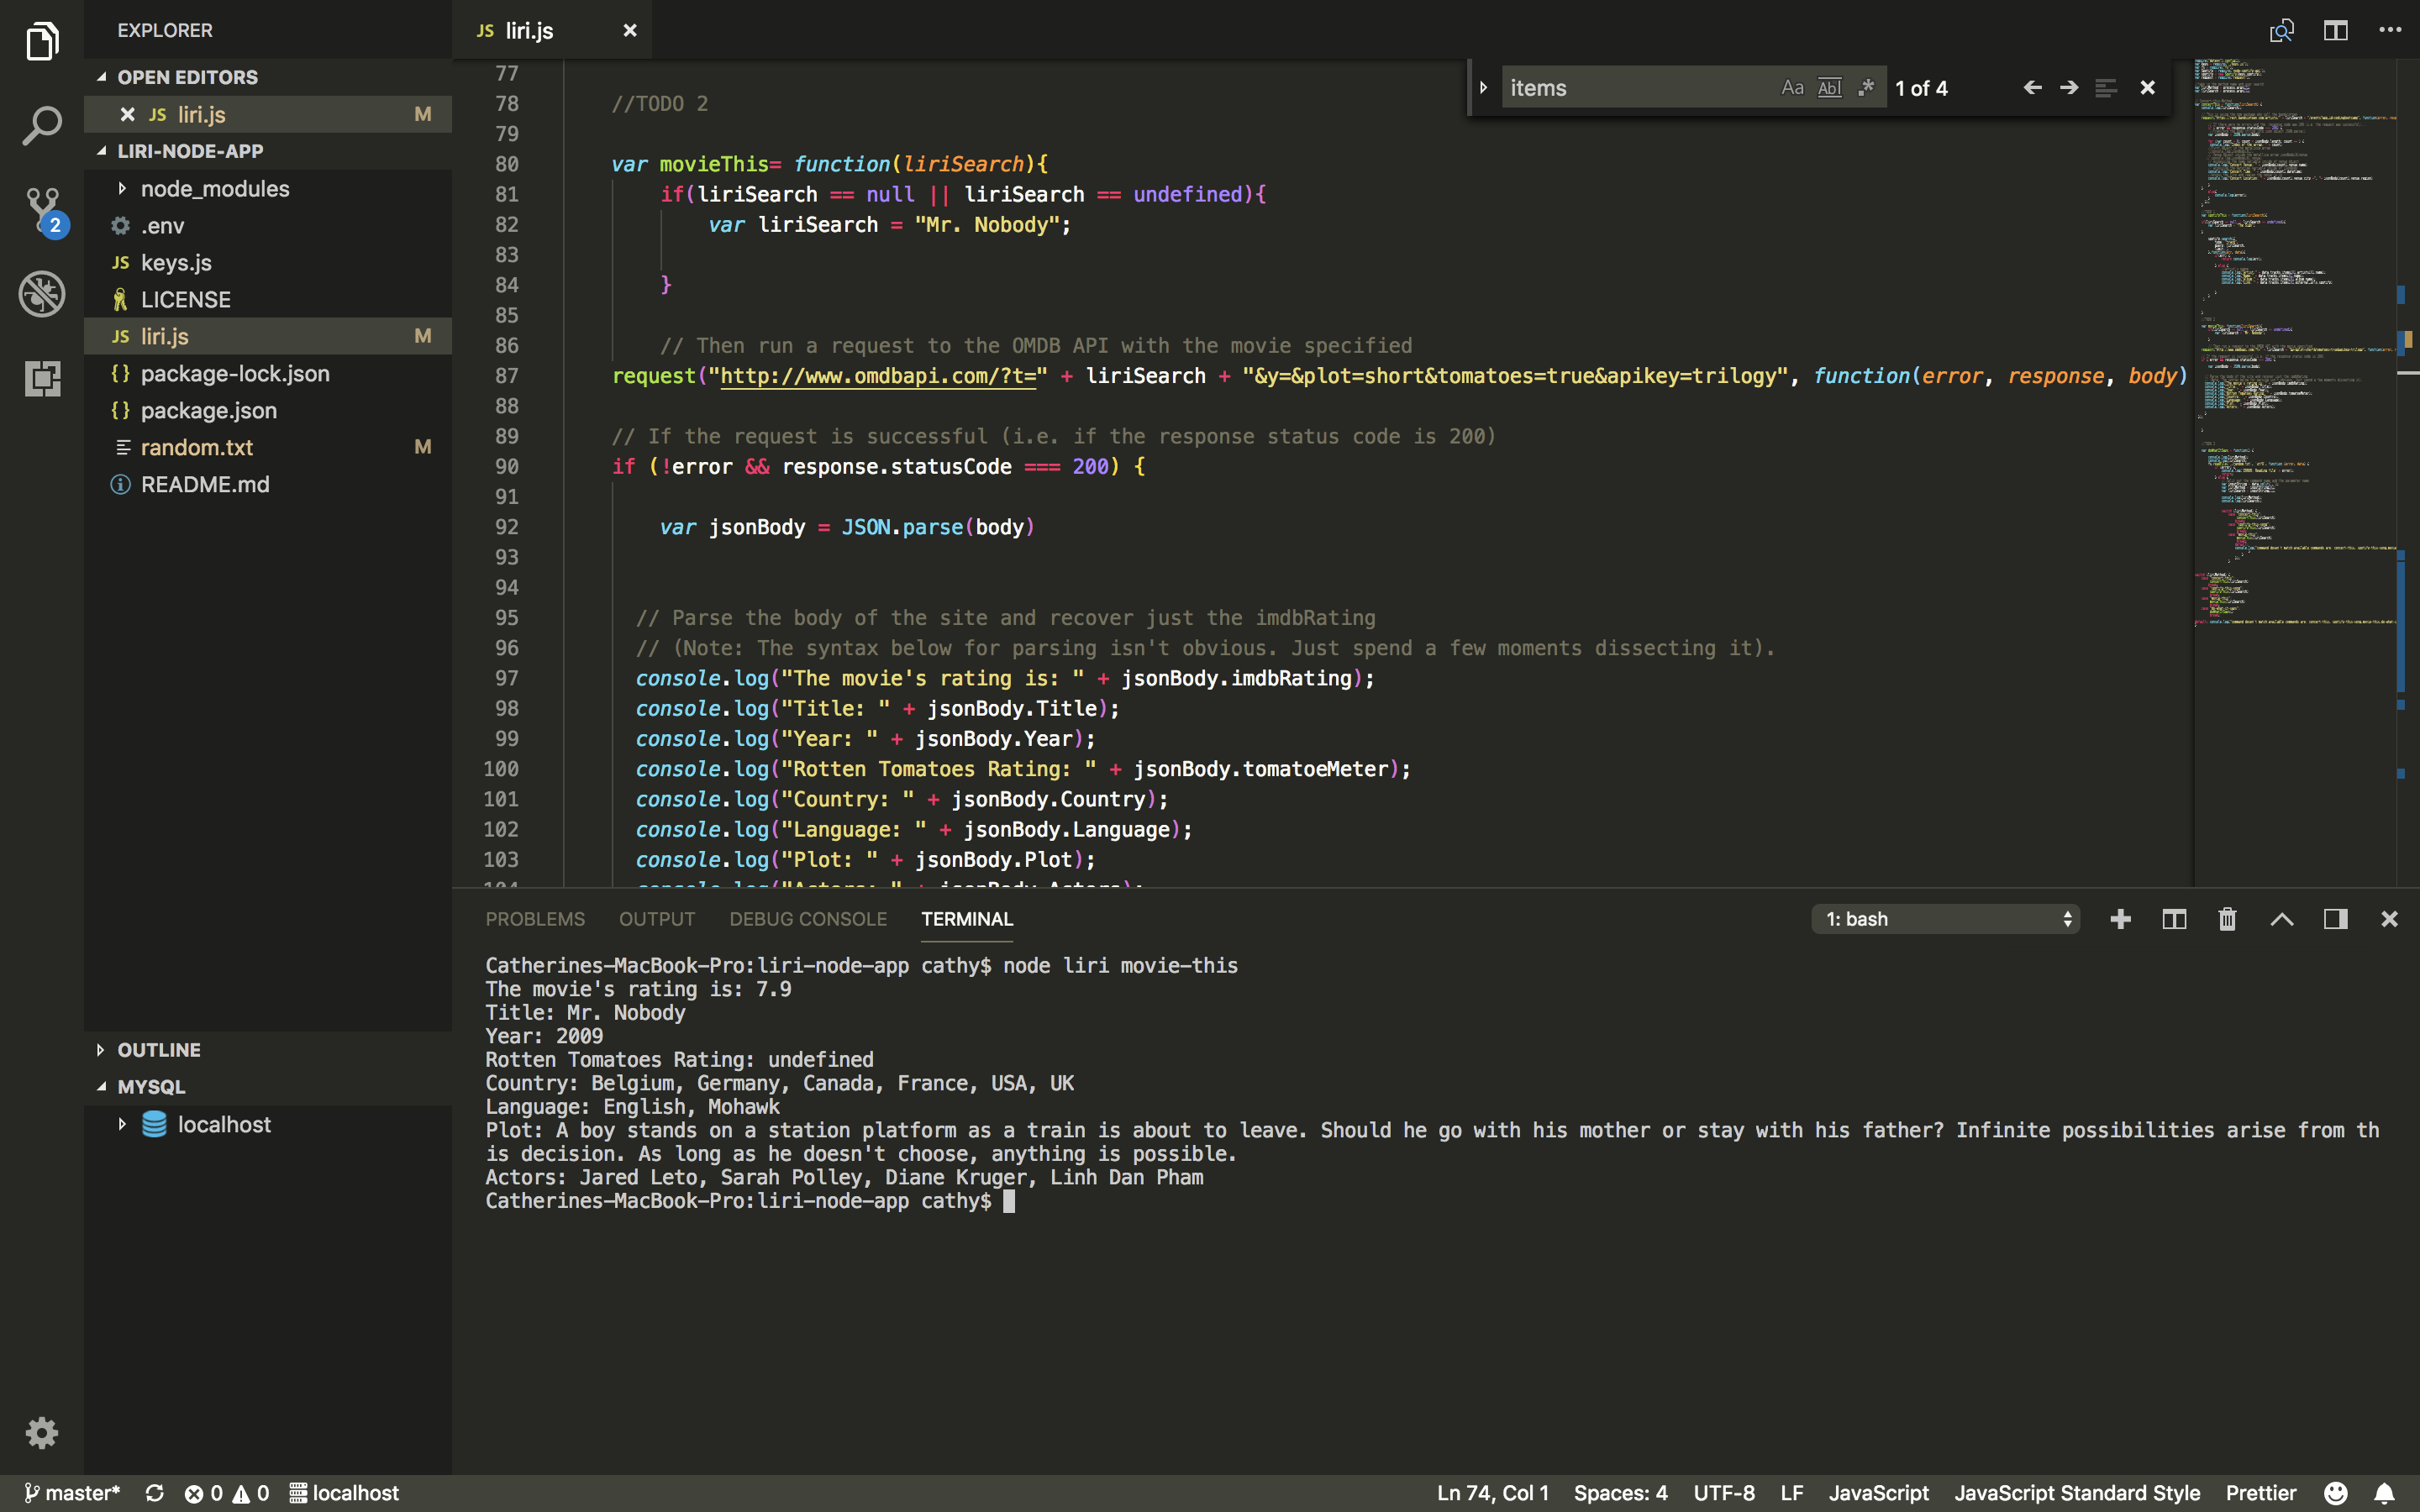 EXPLORER
OPEN EDITORS
JS liri.js M
LIRI-NODE-APP
node_modules
.env
JS keys.js
LICENSE
JS liri.js M
{} package-lock.json
{} package.json
random.txt M
README.md
OUTLINE
MYSQL
localhost
2
JS liri.js
items Aa Abl .* 1 of 4
77
78 //TODO 2
79
80 var movieThis= function(liriSearch){
81 if(liriSearch == null || liriSearch == undefined){
82 var liriSearch = "Mr. Nobody";
83
84 }
85
86 // Then run a request to the OMDB API with the movie specified
87 request("http://www.omdbapi.com/?t=" + liriSearch + "&y=&plot=short&tomatoes=true&apikey=trilogy", function(error, response, body)
88
89 // If the request is successful (i.e. if the response status code is 200)
90 if (!error && response.statusCode === 200) {
91
92 var jsonBody = JSON.parse(body)
93
94
95 // Parse the body of the site and recover just the imdbRating
96 // (Note: The syntax below for parsing isn't obvious. Just spend a few moments dissecting it).
97 console.log("The movie's rating is: " + jsonBody.imdbRating);
98 console.log("Title: " + jsonBody.Title);
99 console.log("Year: " + jsonBody.Year);
100 console.log("Rotten Tomatoes Rating: " + jsonBody.tomatoeMeter);
101 console.log("Country: " + jsonBody.Country);
102 console.log("Language: " + jsonBody.Language);
103 console.log("Plot: " + jsonBody.Plot);
104 console.log("Actors: " + jsonBody.Actors);
PROBLEMS OUTPUT DEBUG CONSOLE TERMINAL 1: bash
Catherines-MacBook-Pro:liri-node-app cathy$ node liri movie-this
The movie's rating is: 7.9
Title: Mr. Nobody
Year: 2009
Rotten Tomatoes Rating: undefined
Country: Belgium, Germany, Canada, France, USA, UK
Language: English, Mohawk
Plot: A boy stands on a station platform as a train is about to leave. Should he go with his mother or stay with his father? Infinite possibilities arise from th
is decision. As long as he doesn't choose, anything is possible.
Actors: Jared Leto, Sarah Polley, Diane Kruger, Linh Dan Pham
Catherines-MacBook-Pro:liri-node-app cathy$
master* 0 0 localhost Ln 74, Col 1 Spaces: 4 UTF-8 LF JavaScript JavaScript Standard Style Prettier